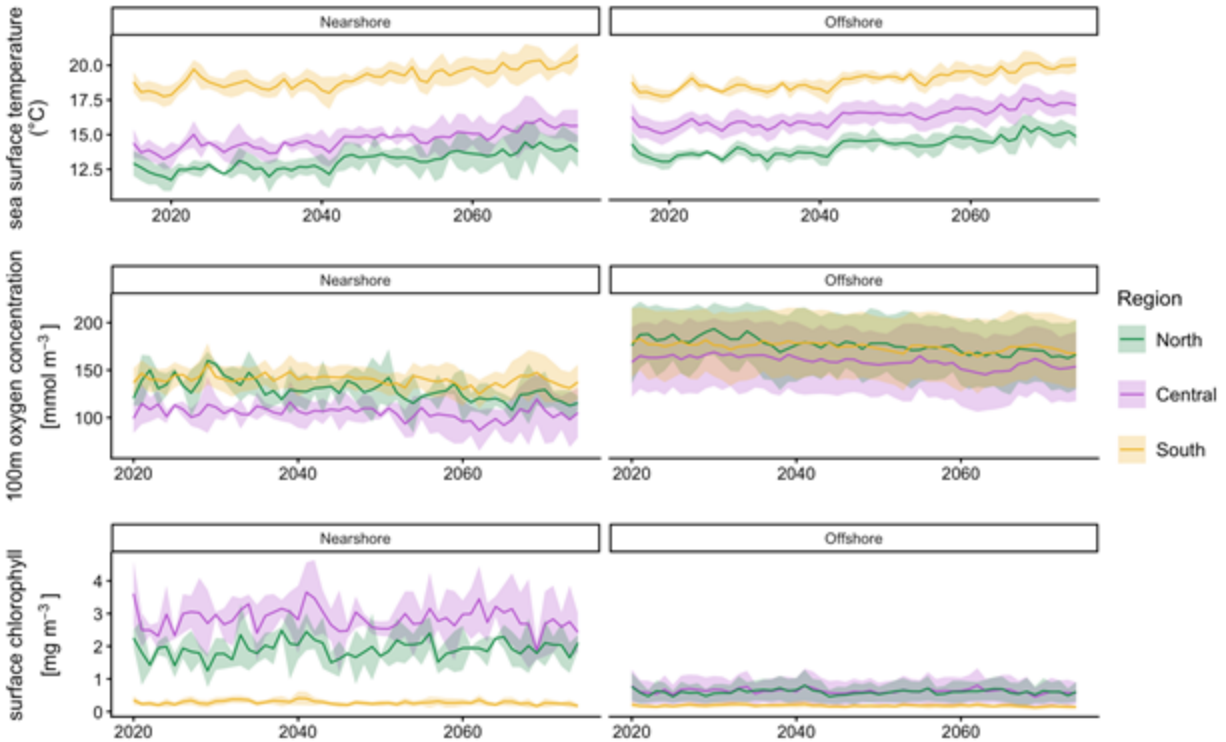 Nearshore
Offshore
sea surface temperature
(°C)
20.0
17.5
15.0
12.5
2020 2040 2060
2020 2040 2060
Nearshore
Offshore
100m oxygen concentration
[mmol m⁻³ ]
200
150
100
2020 2040 2060
2020 2040 2060
Region
North
Central
South
Nearshore
Offshore
surface chlorophyll
[mg m⁻³ ]
4
3
2
1
0
2020 2040 2060
2020 2040 2060